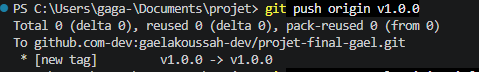 PS C:\Users\gaga-\Documents\projet> git push origin v1.0.0
Total 0 (delta 0), reused 0 (delta 0), pack-reused 0 (from 0)
To github.com-dev:gaelakoussah-dev/projet-final-gael.git
 * [new tag]         v1.0.0 -> v1.0.0